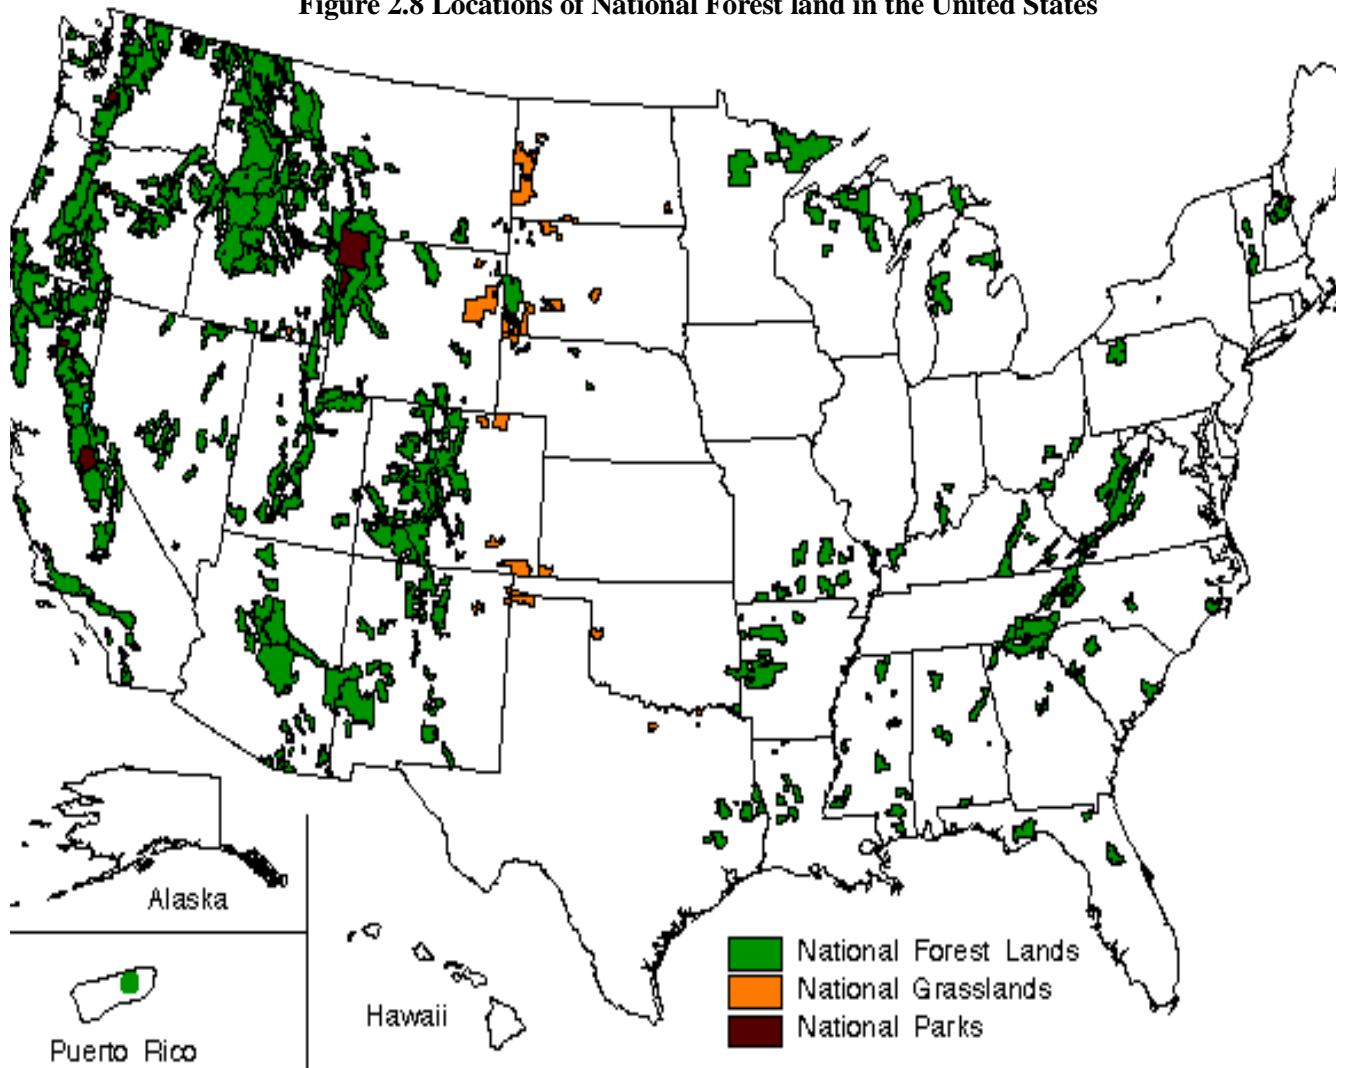 Figure 2.8 Locations of National Forest land in the United States
Alaska
Puerto Rico
Hawaii
National Forest Lands
National Grasslands
National Parks